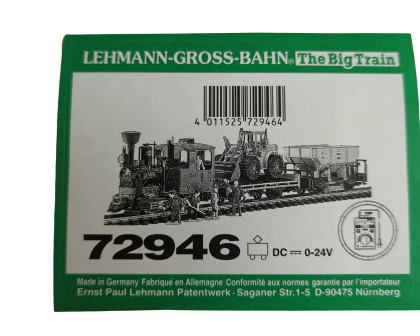 LEHMANN-GROSS-BAHN® The Big Train
4 011525 729464
72946 DC 0-24V
Made in Germany Fabriqué en Allemagne Conformité aux normes garantie par l'importateur
Ernst Paul Lehmann Patentwerk · Saganer Str.1-5 D-90475 Nürnberg